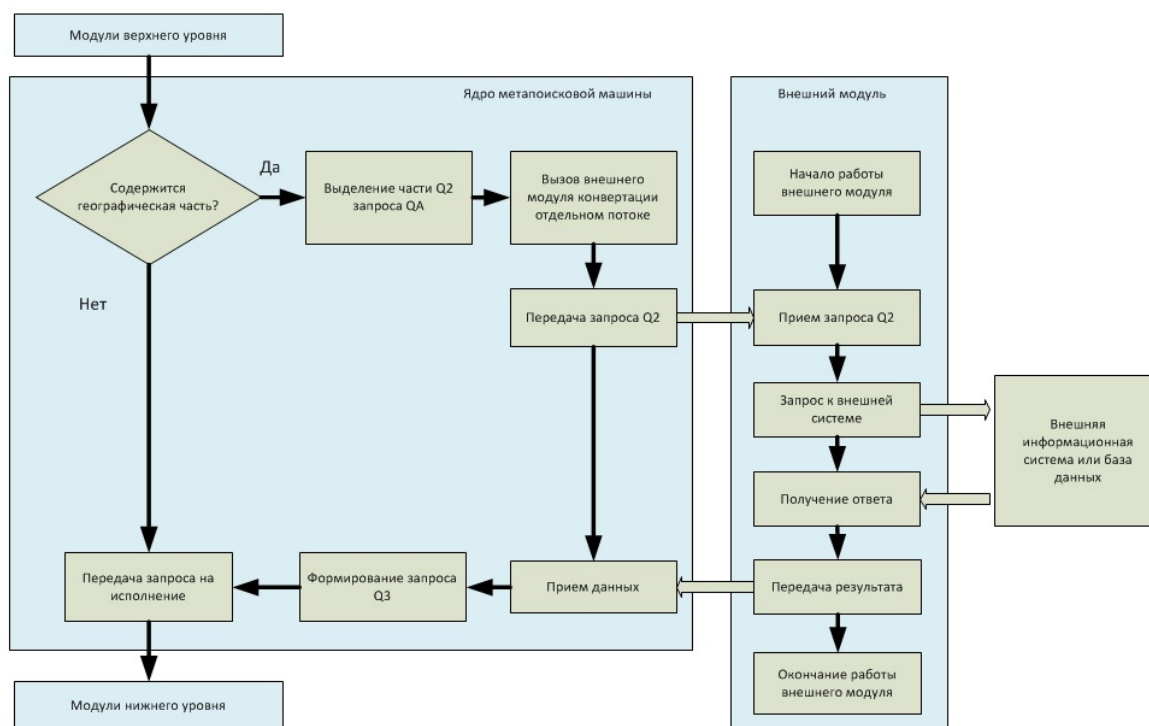 Модули верхнего уровня
Ядро метапоисковой машины
Внешний модуль
Содержится
географическая часть?
Да
Выделение части Q2
запроса QA
Вызов внешнего
модуля конвертации
отдельном потоке
Начало работы
внешнего модуля
Нет
Передача запроса Q2
Прием запроса Q2
Запрос к внешней
системе
Внешняя
информационная
система или база
данных
Получение ответа
Передача запроса на
исполнение
Формирование запроса
Q3
Прием данных
Передача результата
Окончание работы
внешнего модуля
Модули нижнего уровня